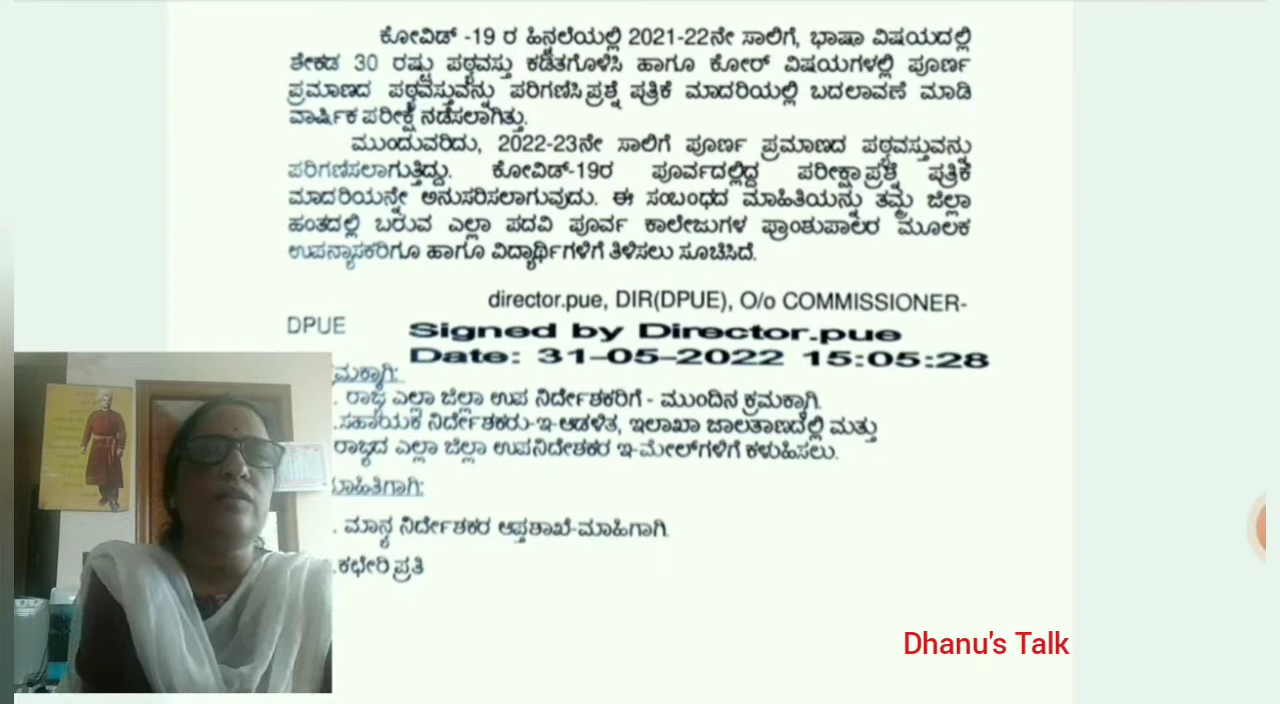 ಕೋವಿಡ್ -19 ರ ಹಿನ್ನಲೆಯಲ್ಲಿ 2021-22ನೇ ಸಾಲಿಗೆ, ಭಾಷಾ ವಿಷಯದಲ್ಲಿ
ಶೇಕಡ 30 ರಷ್ಟು ಪಠ್ಯವಸ್ತು ಕಡಿತಗೊಳಿಸಿ ಹಾಗೂ ಕೋರ್ ವಿಷಯಗಳಲ್ಲಿ ಪೂರ್ಣ
ಪ್ರಮಾಣದ ಪಠ್ಯವಸ್ತುವನ್ನು ಪರಿಗಣಿಸಿ ಪ್ರಶ್ನೆ ಪತ್ರಿಕೆ ಮಾದರಿಯಲ್ಲಿ ಬದಲಾವಣೆ ಮಾಡಿ
ವಾರ್ಷಿಕ ಪರೀಕ್ಷೆ ನಡೆಸಲಾಗಿತ್ತು.
ಮುಂದುವರಿದು, 2022-23ನೇ ಸಾಲಿಗೆ ಪೂರ್ಣ ಪ್ರಮಾಣದ ಪಠ್ಯವಸ್ತುವನ್ನು
ಪರಿಗಣಿಸಲಾಗುತ್ತಿದ್ದು. ಕೋವಿಡ್-19ರ ಪೂರ್ವದಲ್ಲಿದ್ದ ಪರೀಕ್ಷಾ ಪ್ರಶ್ನೆ ಪತ್ರಿಕೆ
ಮಾದರಿಯನ್ನೇ ಅನುಸರಿಸಲಾಗುವುದು. ಈ ಸಂಬಂಧದ ಮಾಹಿತಿಯನ್ನು ತಮ್ಮ ಜಿಲ್ಲಾ
ಹಂತದಲ್ಲಿ ಬರುವ ಎಲ್ಲಾ ಪದವಿ ಪೂರ್ವ ಕಾಲೇಜುಗಳ ಪ್ರಾಂಶುಪಾಲರ ಮೂಲಕ
ಉಪನ್ಯಾಸಕರಿಗೂ ಹಾಗೂ ವಿದ್ಯಾರ್ಥಿಗಳಿಗೆ ತಿಳಿಸಲು ಸೂಚಿಸಿದೆ.
director.pue, DIR(DPUE), O/o COMMISSIONER-
DPUE
Signed by Director.pue
Date: 31-05-2022 15:05:28
ಕ್ರಮಕ್ಕಾಗಿ:
. ರಾಜ್ಯ ಎಲ್ಲಾ ಜಿಲ್ಲಾ ಉಪ ನಿರ್ದೇಶಕರಿಗೆ - ಮುಂದಿನ ಕ್ರಮಕ್ಕಾಗಿ
.ಸಹಾಯಕ ನಿರ್ದೇಶಕರು-ಇ-ಆಡಳಿತ, ಇಲಾಖಾ ಜಾಲತಾಣದಲ್ಲಿ ಮತ್ತು
ರಾಜ್ಯದ ಎಲ್ಲಾ ಜಿಲ್ಲಾ ಉಪನಿದೇಶಕರ ಇ-ಮೇಲ್‌ಗಳಿಗೆ ಕಳುಹಿಸಲು.
ಮಾಹಿತಿಗಾಗಿ:
. ಮಾನ್ಯ ನಿರ್ದೇಶಕರ ಆಪ್ತಶಾಖೆ-ಮಾಹಿಗಾಗಿ
.ಕಛೇರಿ ಪ್ರತಿ
Dhanu's Talk